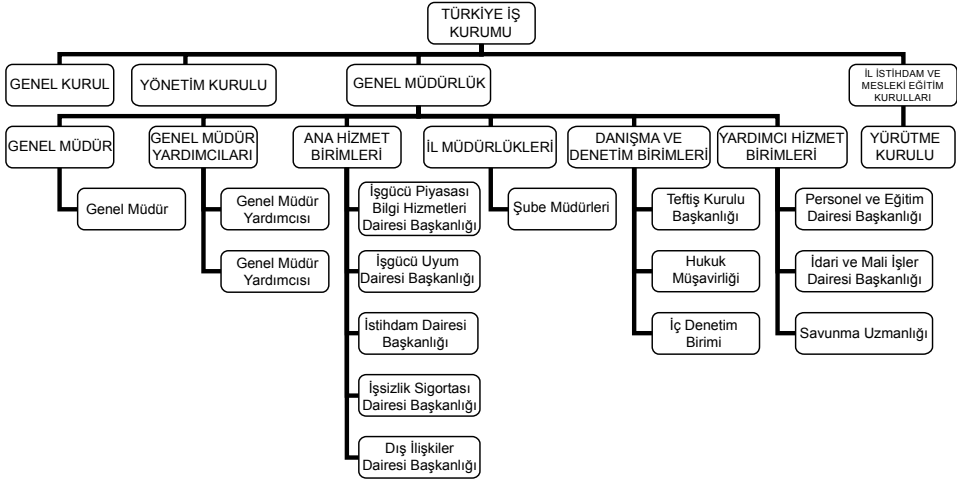 TÜRKİYE İŞ
KURUMU
GENEL KURUL
YÖNETİM KURULU
GENEL MÜDÜRLÜK
İL İSTİHDAM VE
MESLEKİ EĞİTİM
KURULLARI
GENEL MÜDÜR
GENEL MÜDÜR
YARDIMCILARI
ANA HİZMET
BİRİMLERİ
İL MÜDÜRLÜKLERİ
DANIŞMA VE
DENETİM BİRİMLERİ
YARDIMCI HİZMET
BİRİMLERİ
YÜRÜTME
KURULU
Genel Müdür
Genel Müdür
Yardımcısı
Genel Müdür
Yardımcısı
İşgücü Piyasası
Bilgi Hizmetleri
Dairesi Başkanlığı
İşgücü Uyum
Dairesi Başkanlığı
İstihdam Dairesi
Başkanlığı
İşsizlik Sigortası
Dairesi Başkanlığı
Dış İlişkiler
Dairesi Başkanlığı
Şube Müdürleri
Teftiş Kurulu
Başkanlığı
Hukuk
Müşavirliği
İç Denetim
Birimi
Personel ve Eğitim
Dairesi Başkanlığı
İdari ve Mali İşler
Dairesi Başkanlığı
Savunma Uzmanlığı